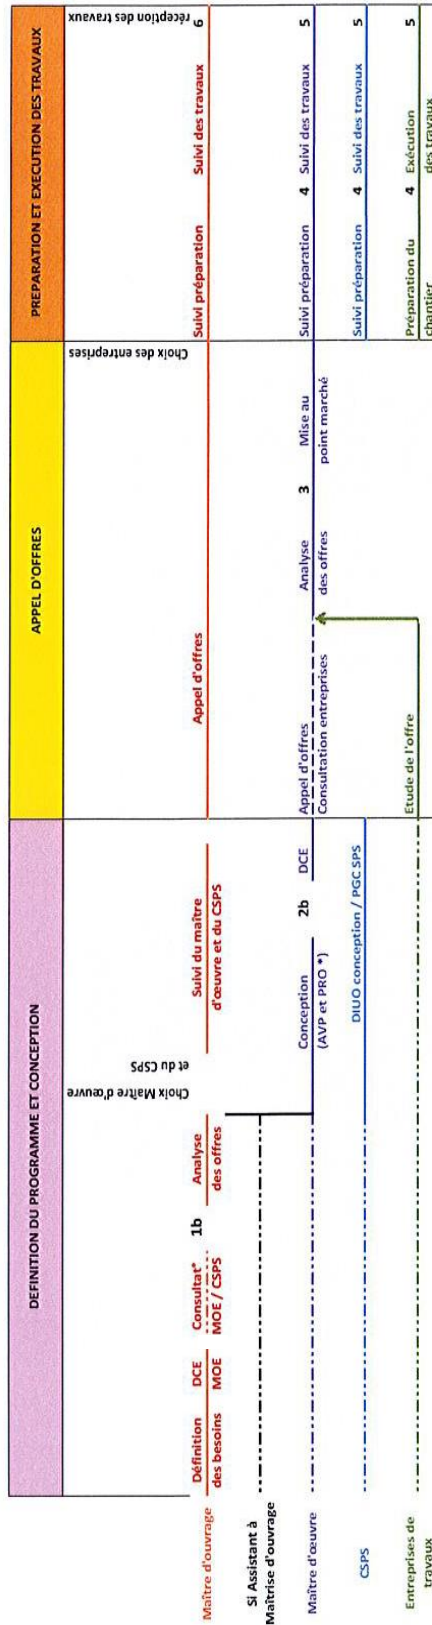 DEFINITION DU PROGRAMME ET CONCEPTION
APPEL D'OFFRES
PREPARATION ET EXECUTION DES TRAVAUX
Choix Maître d'œuvre
et du CSPS
Choix des entreprises
réception des travaux
Maître d'ouvrage
Définition
des besoins
DCE
MOE
Consultat°
MOE / CSPS
1b
Analyse
des offres
Suivi du maître
d'œuvre et du CSPS
Appel d'offres
Suivi préparation
Suivi des travaux
6
Si Assistant à
Maîtrise d'ouvrage
Maître d'œuvre
Conception
(AVP et PRO *)
2b
DCE
Appel d'offres
Consultation entreprises
Analyse
des offres
3
Mise au
point marché
Suivi préparation
4
Suivi des travaux
5
CSPS
DIUO conception / PGC SPS
Suivi préparation
4
Suivi des travaux
5
Entreprises de
travaux
Etude de l'offre
Préparation du
chantier
4
Exécution
des travaux
5